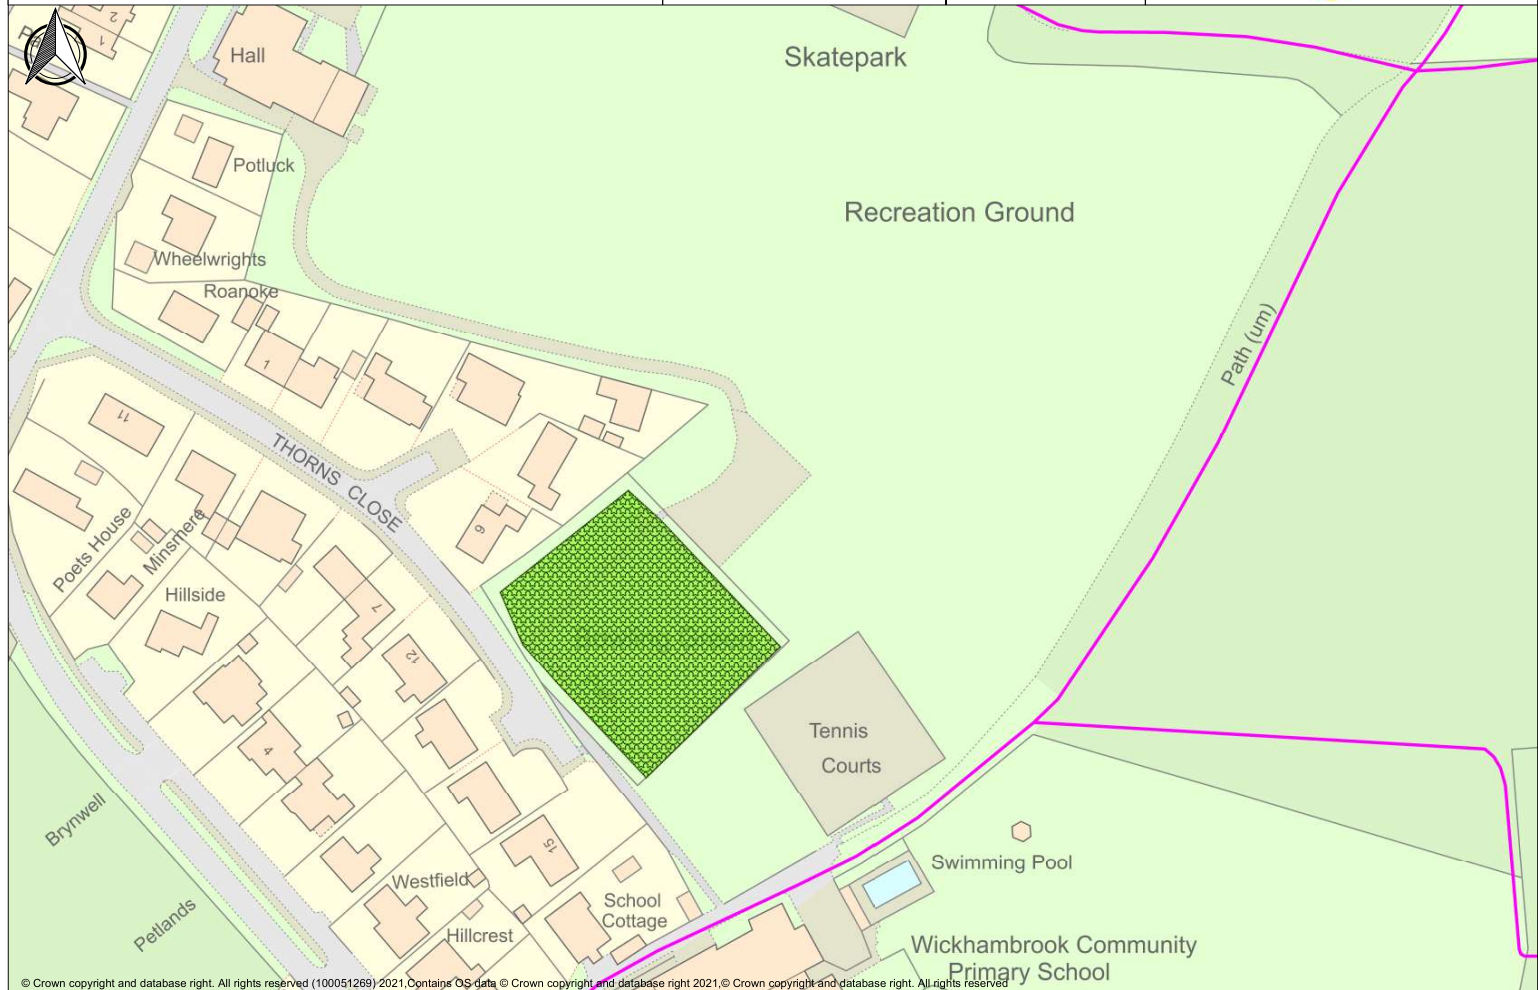 2
1
Hall
Skatepark
Potluck
Recreation Ground
Wheelwrights
Roanoke
Path (um)
1
11
THORNS CLOSE
Poets House
Minsmere
6
Hillside
7
12
4
Tennis
Courts
Brynwell
15
Swimming Pool
Westfield
School
Cottage
Petlands
Hillcrest
Wickhambrook Community
Primary School
© Crown copyright and database right. All rights reserved (100051269) 2021,Contains OS data © Crown copyright and database right 2021,© Crown copyright and database right. All rights reserved